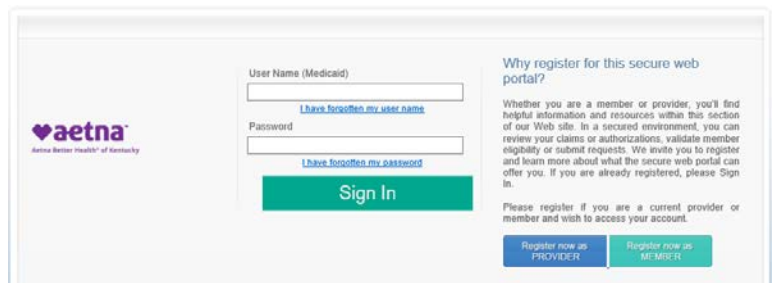 User Name (Medicaid)
I have forgotten my user name
Password
I have forgotten my password
Sign In
aetna™
Aetna Better Health® of Kentucky
Why register for this secure web
portal?
Whether you are a member or provider, you'll find
helpful information and resources within this section
of our Web site. In a secured environment, you can
review your claims or authorizations, validate member
eligibility or submit requests. We invite you to register
and learn more about what the secure web portal can
offer you. If you are already registered, please Sign
In.
Please register if you are a current provider or
member and wish to access your account.
Register now as
PROVIDER
Register now as
MEMBER